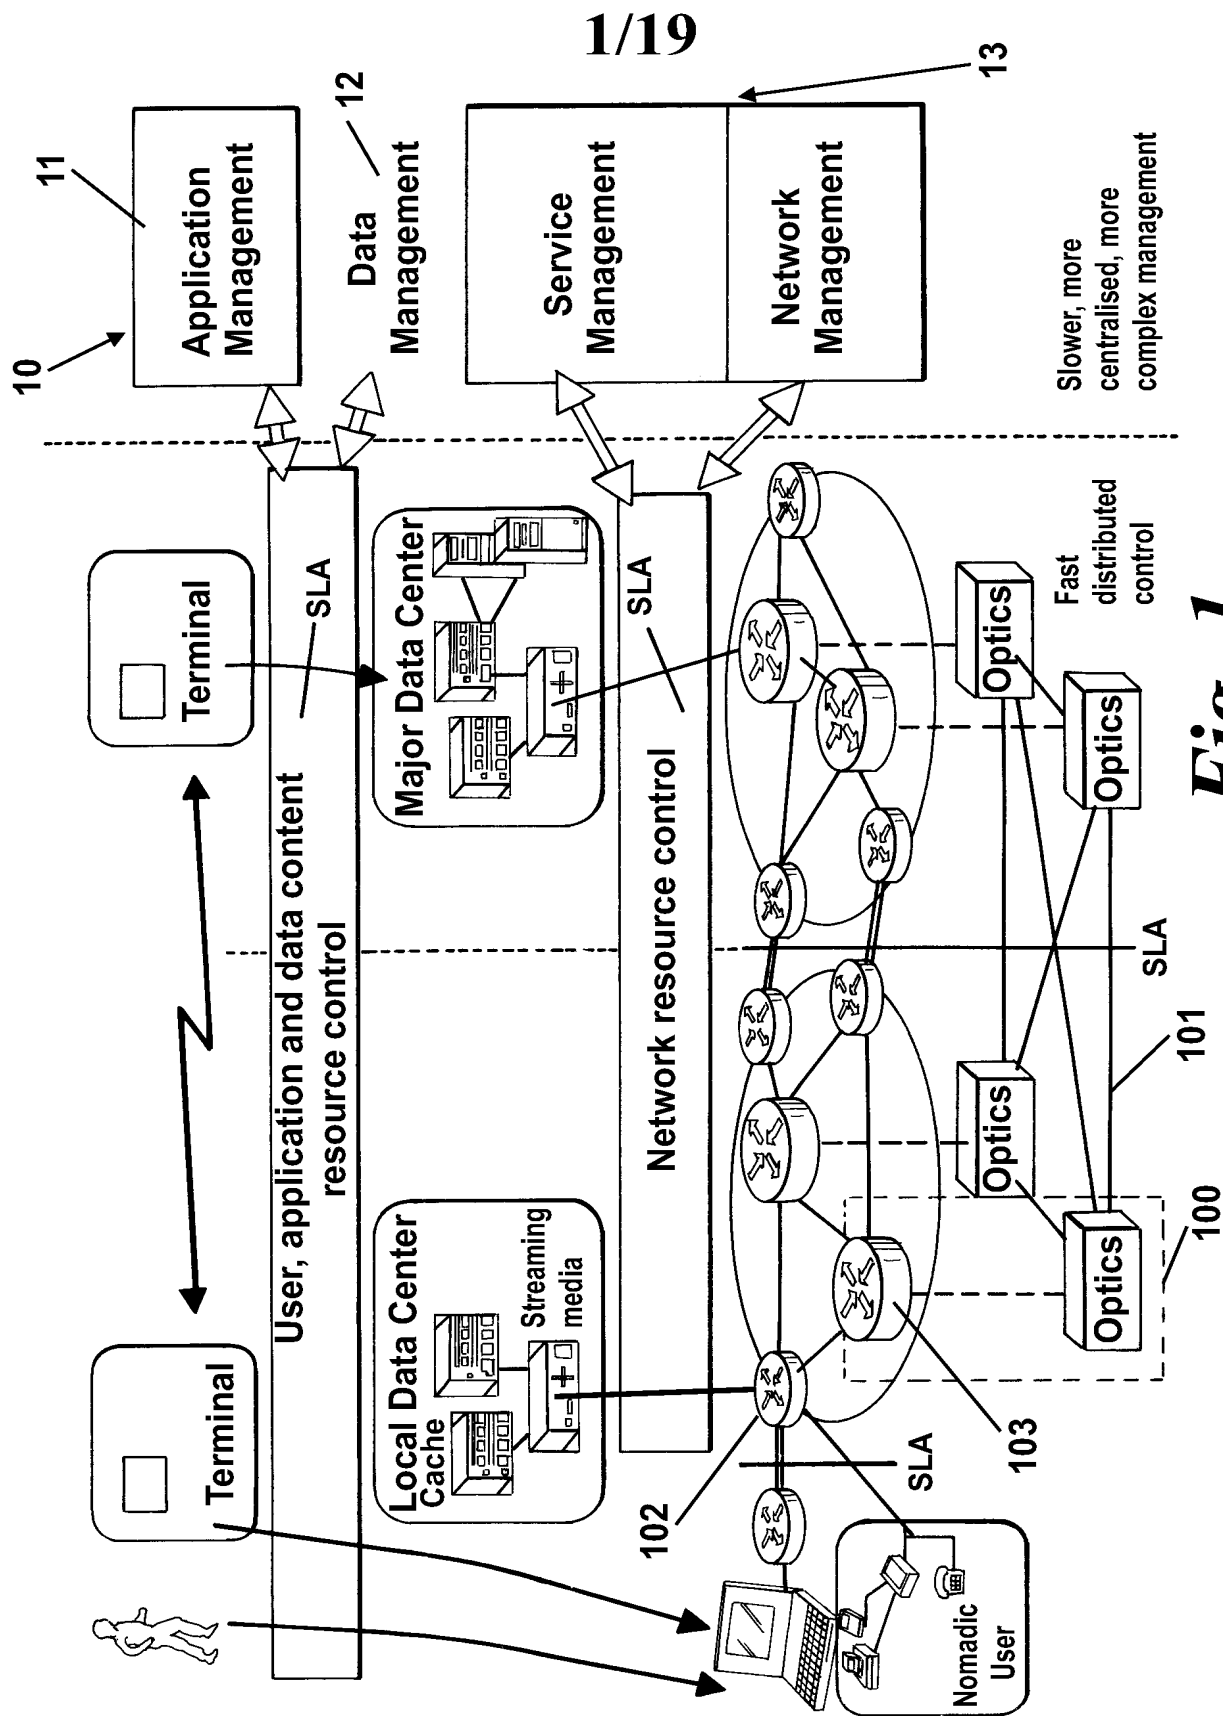 1/19
10
11
Application
Management
12
Data
Management
13
Service
Management
Network
Management
Slower, more
centralised, more
complex management
Terminal
Terminal
User, application and data content
resource control
SLA
Local Data Center
Cache
Streaming
media
Major Data Center
Network resource control
SLA
102
103
SLA
SLA
Nomadic
User
Optics
Optics
Optics
Optics
100
101
Fast
distributed
control
Fig. 1